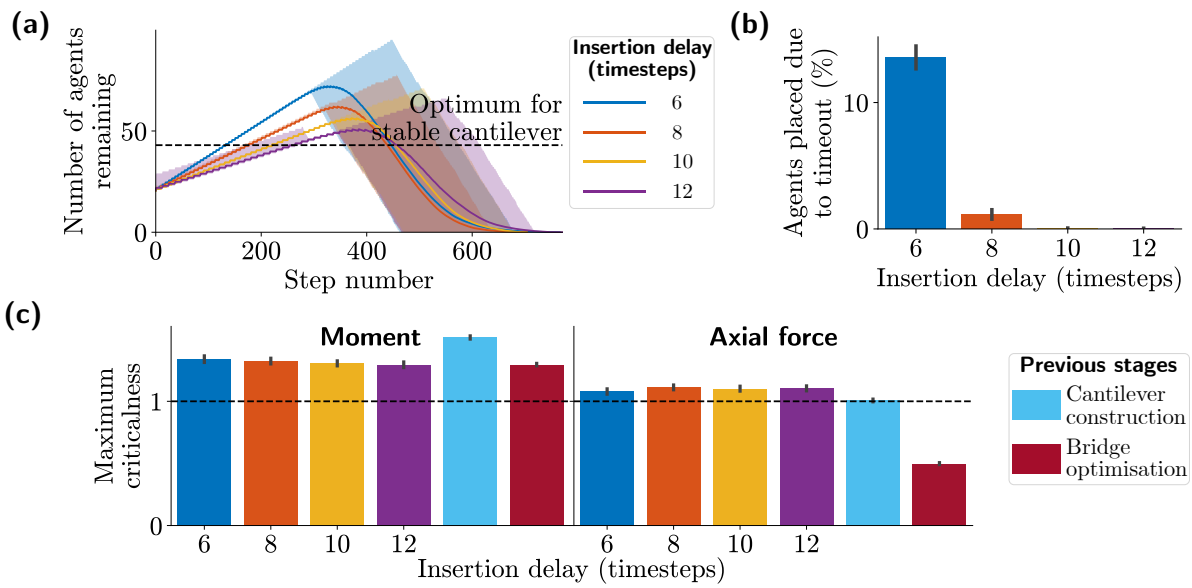 (a)
Number of agents
remaining
50
0
0
200
400
600
Step number
Optimum for
stable cantilever
Insertion delay
(timesteps)
6
8
10
12
(b)
Agents placed due
to timeout (%)
10
0
6
8
10
12
Insertion delay (timesteps)
(c)
Maximum
criticalness
1
0
Moment
Axial force
6
8
10
12
6
8
10
12
Insertion delay (timesteps)
Previous stages
Cantilever
construction
Bridge
optimisation